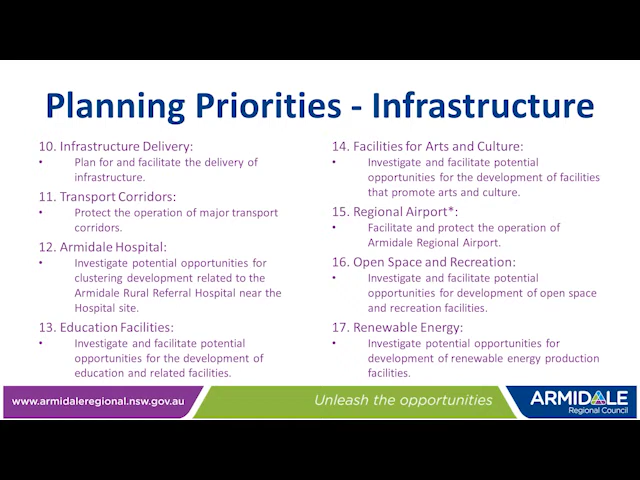 Planning Priorities - Infrastructure
10. Infrastructure Delivery:
• Plan for and facilitate the delivery of
infrastructure.
11. Transport Corridors:
• Protect the operation of major transport
corridors.
12. Armidale Hospital:
• Investigate potential opportunities for
clustering development related to the
Armidale Rural Referral Hospital near the
Hospital site.
13. Education Facilities:
• Investigate and facilitate potential
opportunities for the development of
education and related facilities.
14. Facilities for Arts and Culture:
• Investigate and facilitate potential
opportunities for the development of facilities
that promote arts and culture.
15. Regional Airport*:
• Facilitate and protect the operation of
Armidale Regional Airport.
16. Open Space and Recreation:
• Investigate and facilitate potential
opportunities for development of open space
and recreation facilities.
17. Renewable Energy:
• Investigate potential opportunities for
development of renewable energy production
facilities.
www.armidaleregional.nsw.gov.au
Unleash the opportunities
ARMIDALE
Regional Council